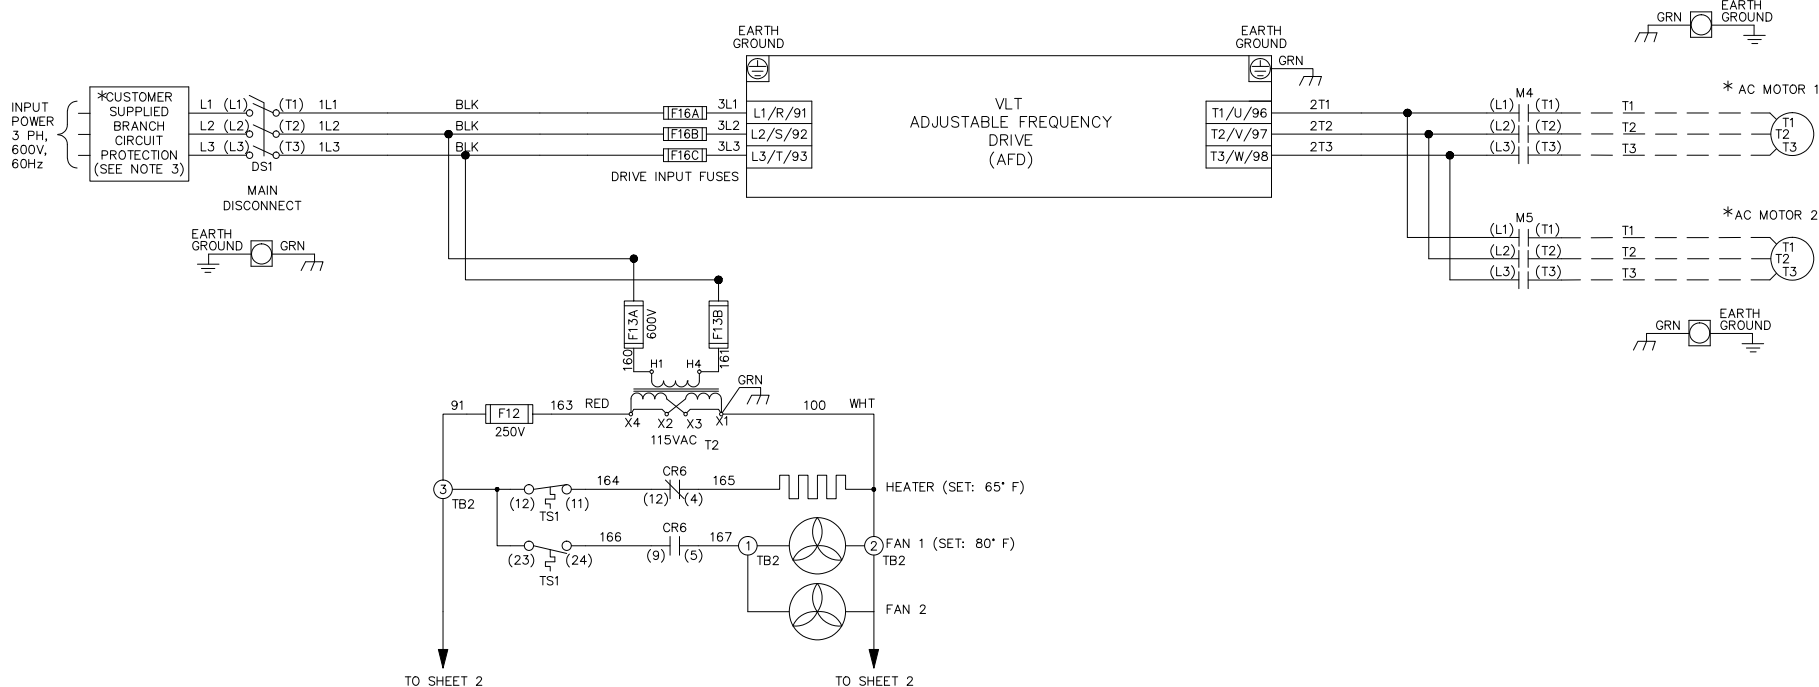 INPUT
POWER
3 PH,
600V,
60Hz
*CUSTOMER
SUPPLIED
BRANCH
CIRCUIT
PROTECTION
(SEE NOTE 3)
L1 (L1) (T1) 1L1 BLK F16A 3L1 L1/R/91
L2 (L2) (T2) 1L2 BLK F16B 3L2 L2/S/92
L3 (L3) (T3) 1L3 BLK F16C 3L3 L3/T/93
DS1
MAIN
DISCONNECT
DRIVE INPUT FUSES
EARTH
GROUND GRN
EARTH
GROUND
VLT
ADJUSTABLE FREQUENCY
DRIVE
(AFD)
EARTH
GROUND
GRN
T1/U/96 2T1
T2/V/97 2T2
T3/W/98 2T3
GRN EARTH
GROUND
M4
(L1) (T1) T1
(L2) (T2) T2
(L3) (T3) T3
* AC MOTOR 1
T1
T2
T3
M5
(L1) (T1) T1
(L2) (T2) T2
(L3) (T3) T3
*AC MOTOR 2
T1
T2
T3
GRN EARTH
GROUND
F13A
600V
F13B
160
161
H1 H4
GRN
91 F12 163 RED
250V
X4 X2 X3 X1
115VAC T2
100 WHT
3
TB2
(12) (11)
TS1
164
CR6
(12) (4)
165
HEATER (SET: 65° F)
(23) (24)
TS1
166
CR6
(9) (5)
167
1
TB2
2
TB2
FAN 1 (SET: 80° F)
FAN 2
TO SHEET 2
TO SHEET 2